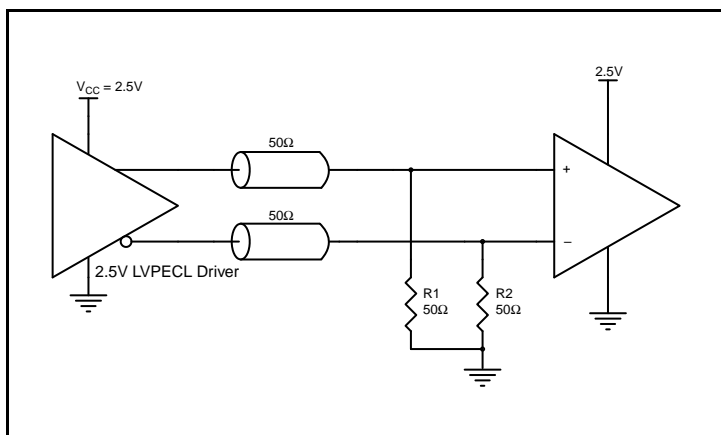 V_CC = 2.5V
2.5V
50Ω
50Ω
+
–
2.5V LVPECL Driver
R1
50Ω
R2
50Ω